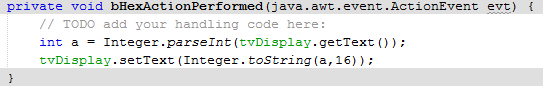 private void bHexActionPerformed(java.awt.event.ActionEvent evt) {
// TODO add your handling code here:
int a = Integer.parseInt(tvDisplay.getText());
tvDisplay.setText(Integer.toString(a,16));
}